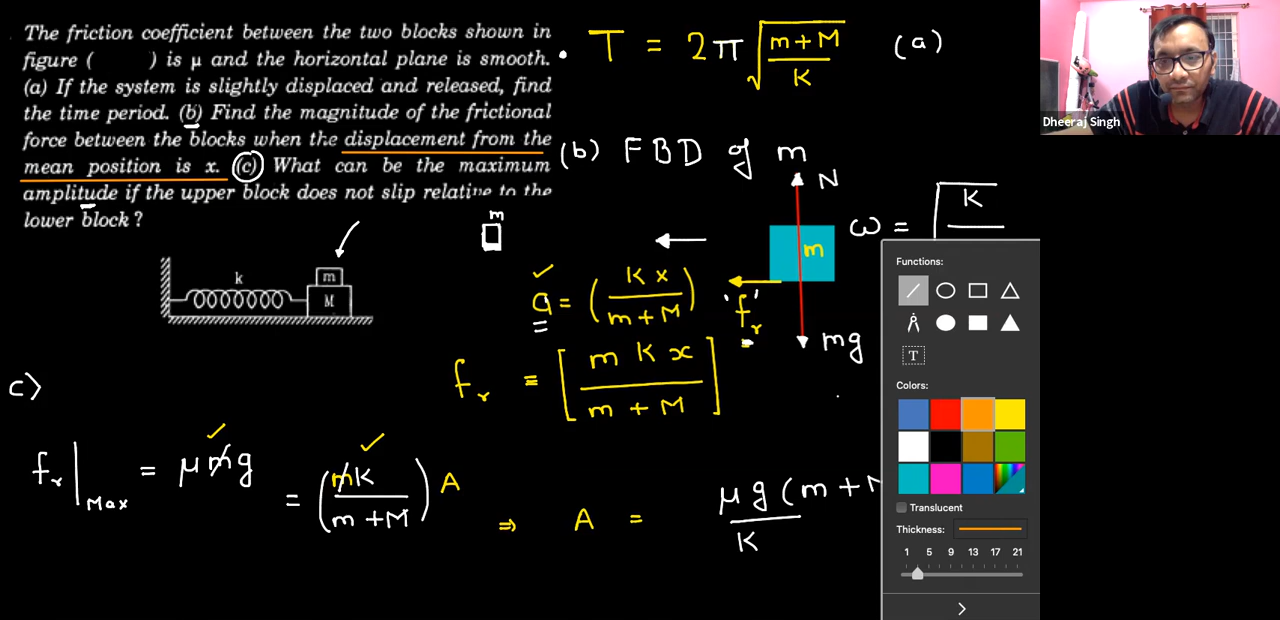 The friction coefficient between the two blocks shown in
figure ( ) is μ and the horizontal plane is smooth.
(a) If the system is slightly displaced and released, find
the time period. (b) Find the magnitude of the frictional
force between the blocks when the displacement from the
mean position is x. (c) What can be the maximum
amplitude if the upper block does not slip relative to the
lower block ?
k
m
M
m
• T = 2π √((m+M)/K) (a)
(b) FBD of m
N
m
ω = √(K
a = (Kx/(m+M))
'fr'
mg
fr = [m K x/(m + M)]
c)
fr|Max = μmg = (mK/(m+M)) A
⇒ A = μg(m+
K
Dheeraj Singh
Functions:
T
Colors:
Translucent
Thickness:
1 5 9 13 17 21